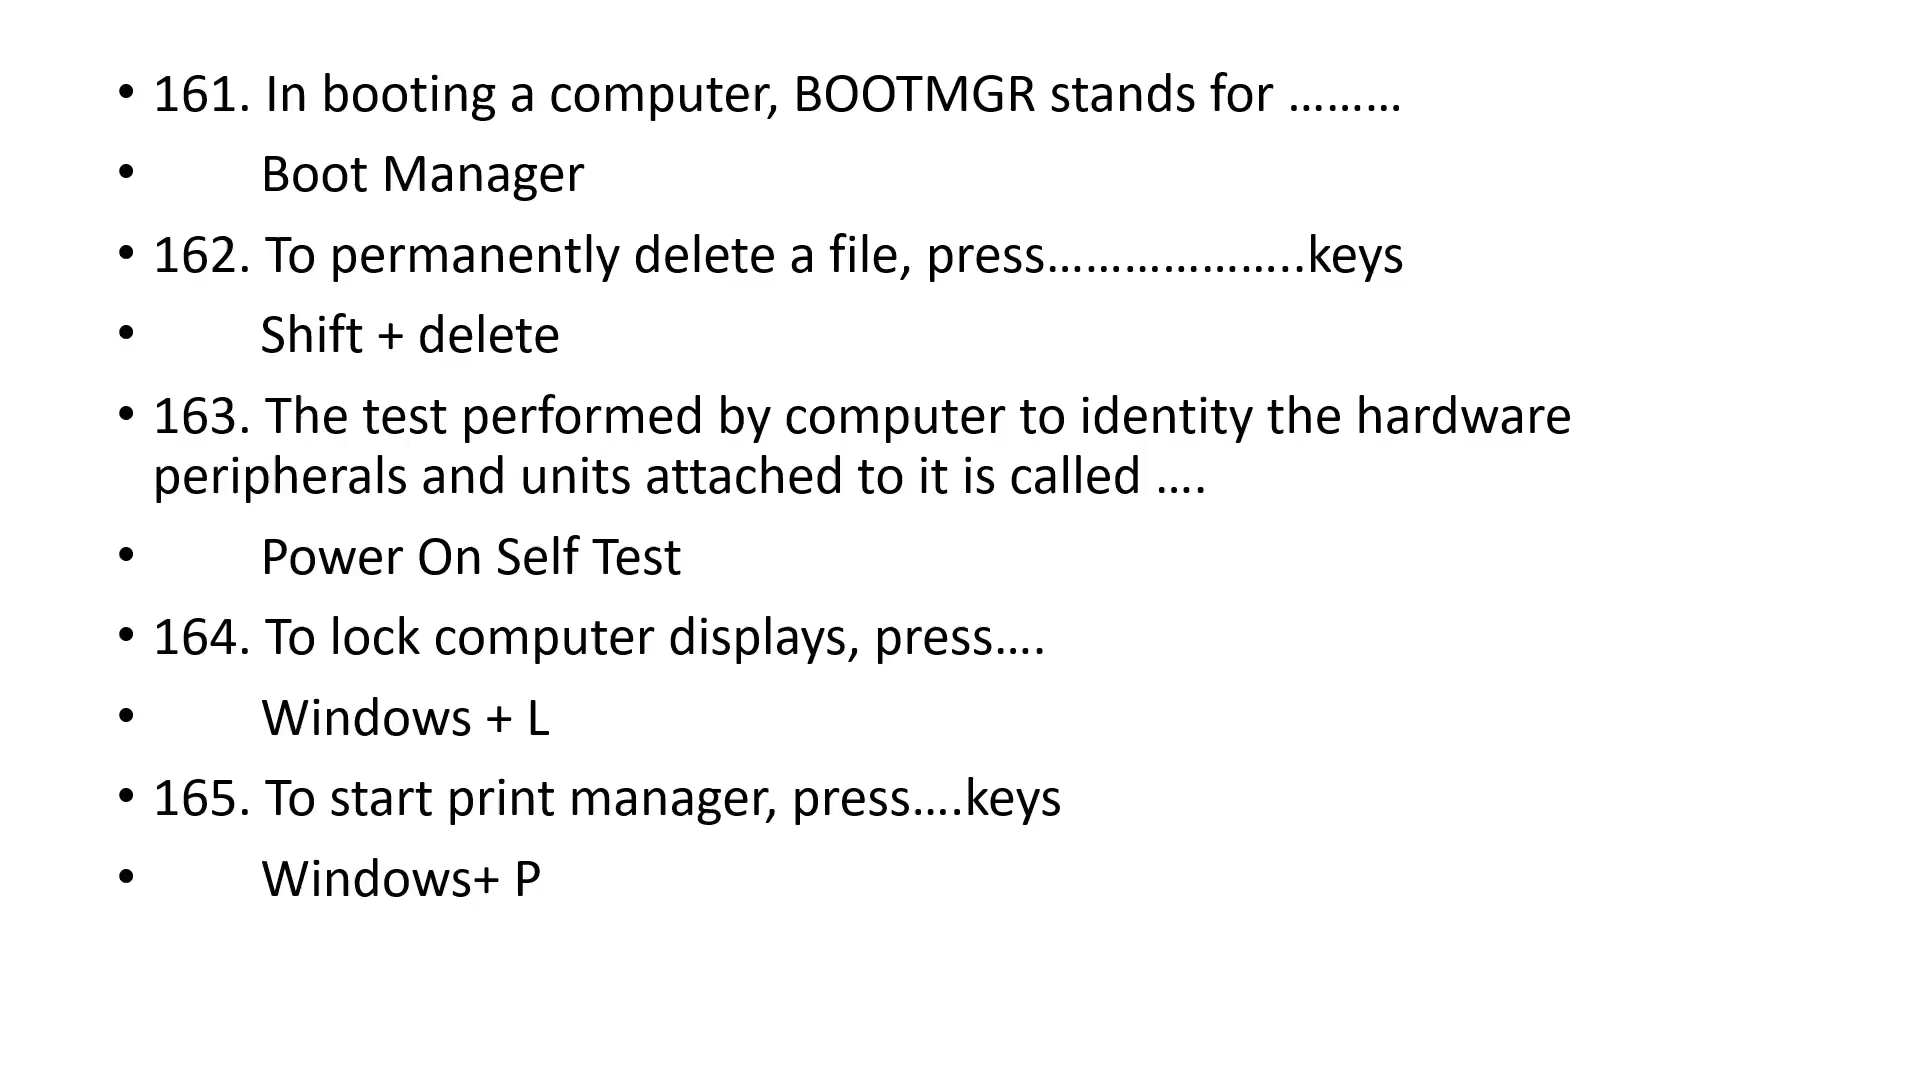 • 161. In booting a computer, BOOTMGR stands for ………
• Boot Manager
• 162. To permanently delete a file, press………………..keys
• Shift + delete
• 163. The test performed by computer to identity the hardware
peripherals and units attached to it is called ….
• Power On Self Test
• 164. To lock computer displays, press….
• Windows + L
• 165. To start print manager, press….keys
• Windows+ P